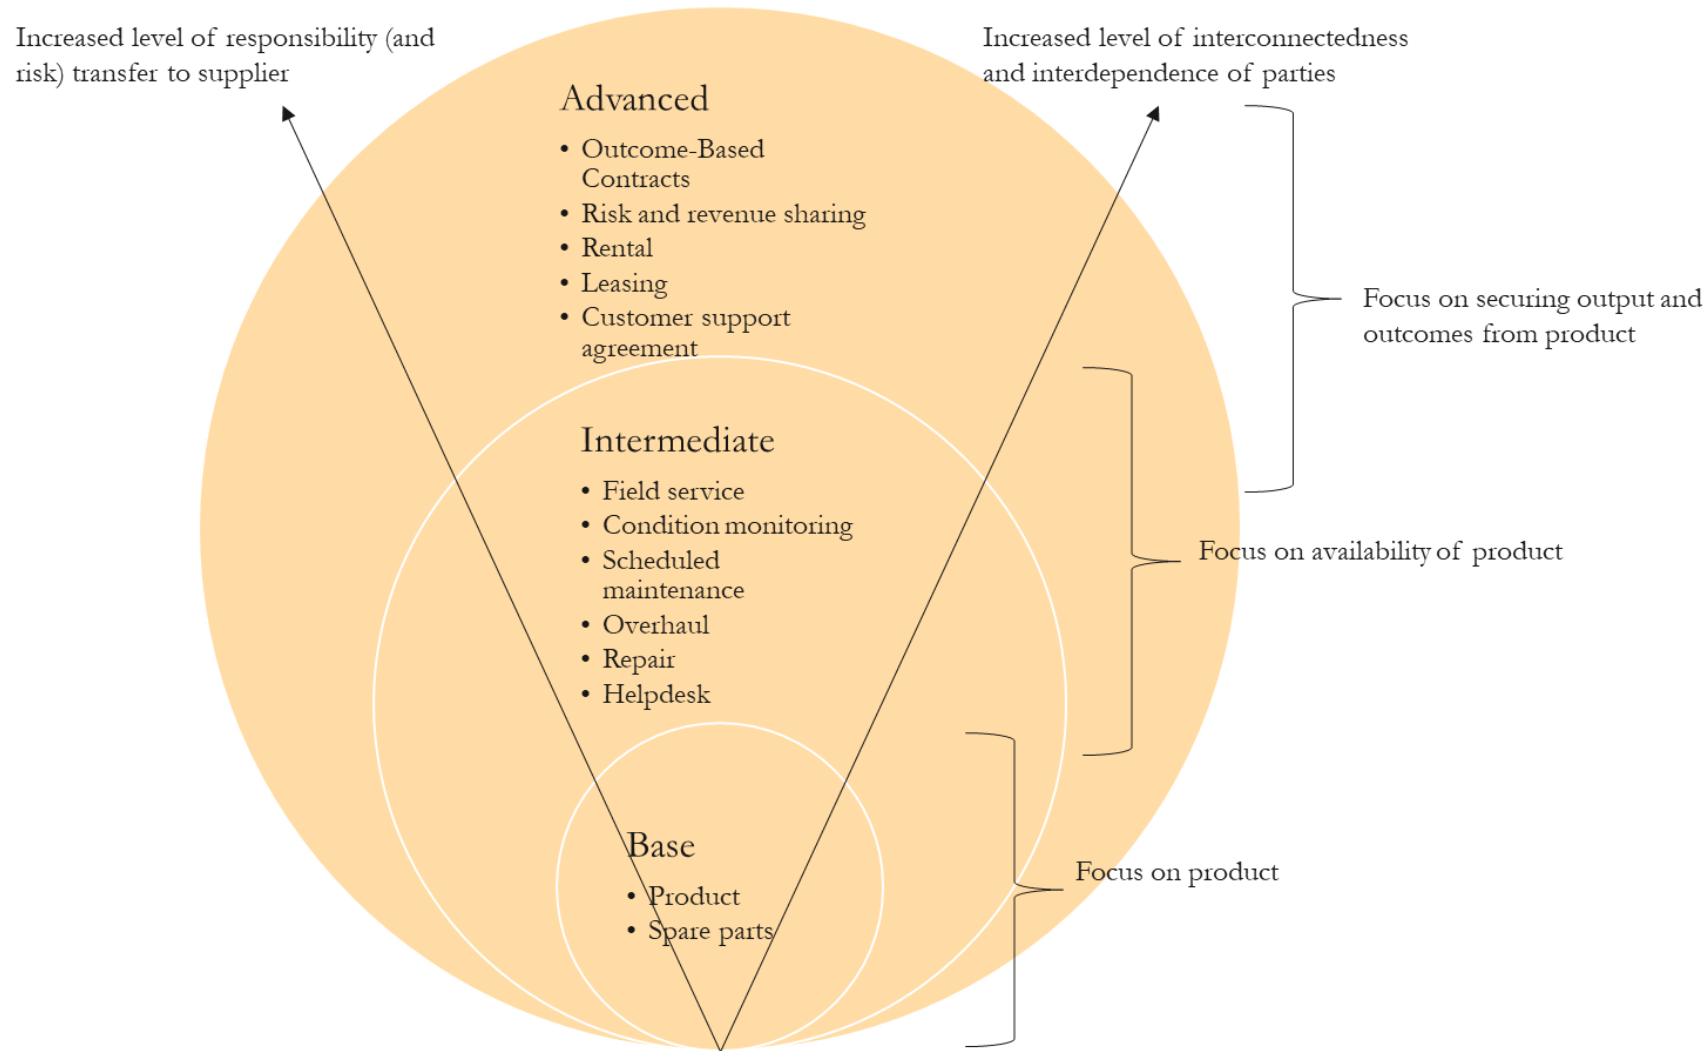 Increased level of responsibility (and
risk) transfer to supplier
Increased level of interconnectedness
and interdependence of parties
Advanced
• Outcome-Based
Contracts
• Risk and revenue sharing
• Rental
• Leasing
• Customer support
agreement
Focus on securing output and
outcomes from product
Intermediate
• Field service
• Condition monitoring
• Scheduled
maintenance
• Overhaul
• Repair
• Helpdesk
Focus on availability of product
Base
• Product
• Spare parts
Focus on product